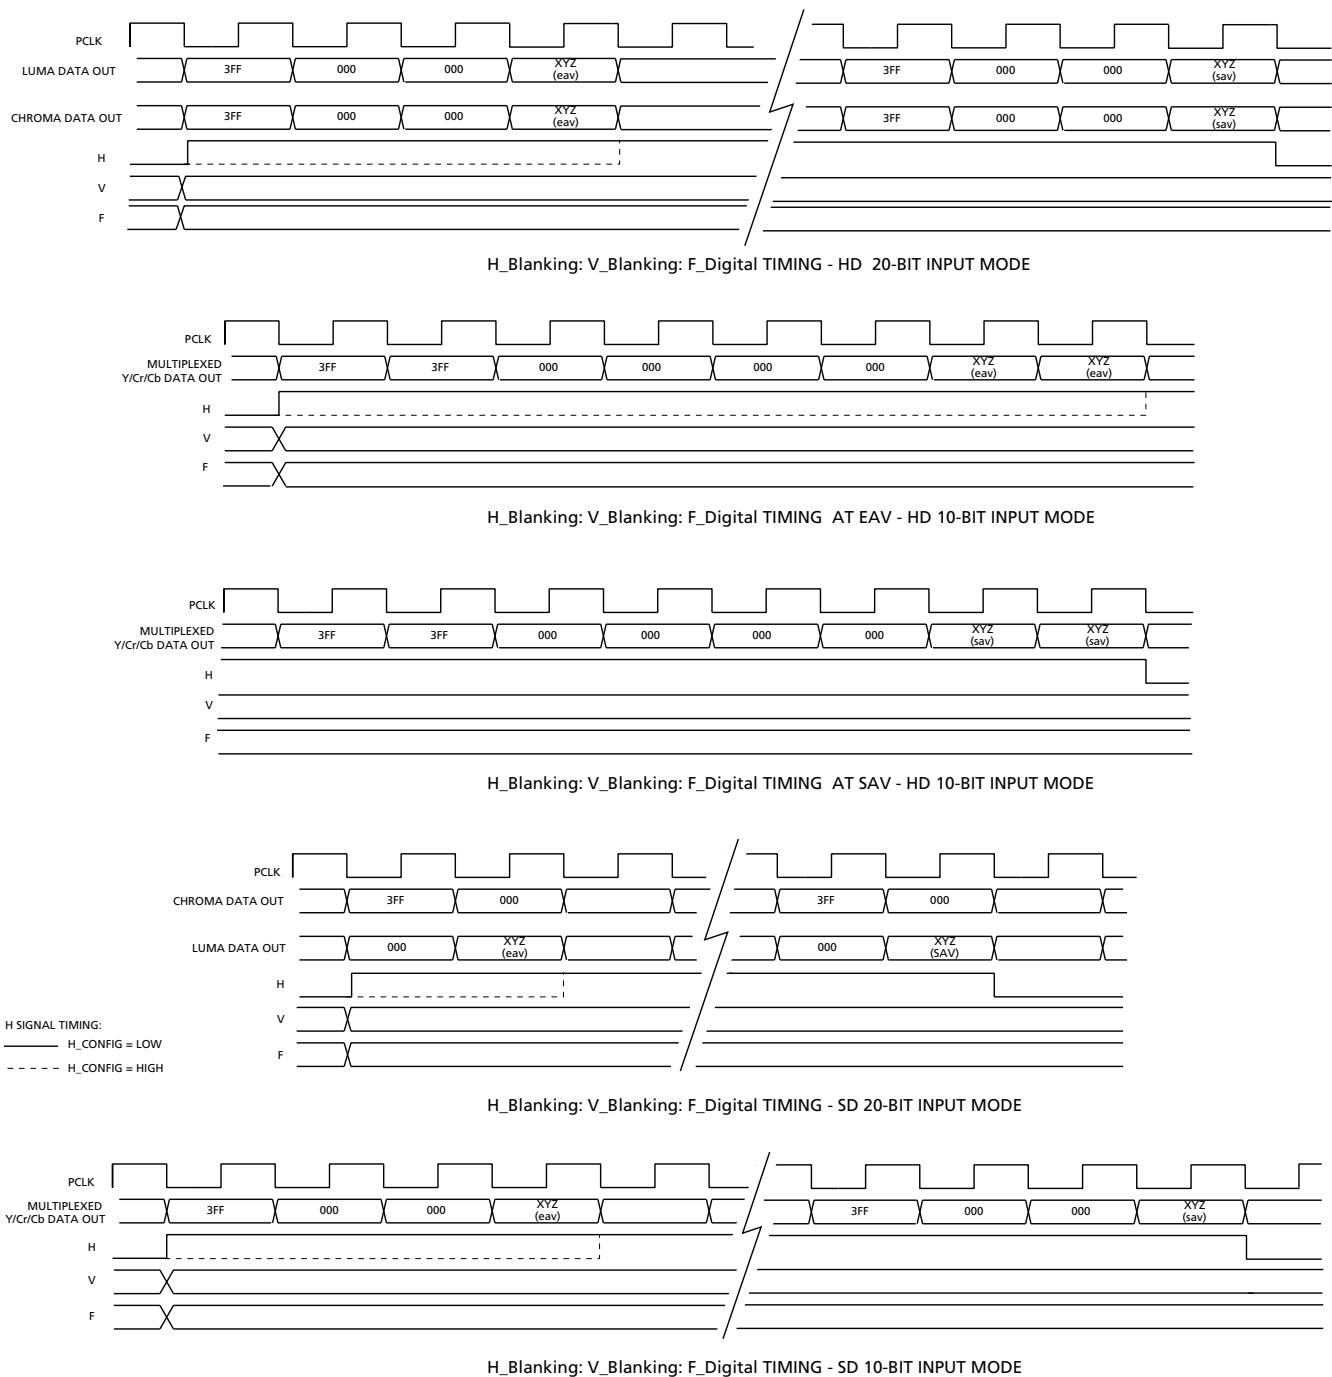 PCLK
LUMA DATA OUT 3FF 000 000 XYZ (eav) 3FF 000 000 XYZ (sav)
CHROMA DATA OUT 3FF 000 000 XYZ (eav) 3FF 000 000 XYZ (sav)
H
V
F
H_Blanking: V_Blanking: F_Digital TIMING - HD 20-BIT INPUT MODE
PCLK
MULTIPLEXED
Y/Cr/Cb DATA OUT 3FF 3FF 000 000 000 000 XYZ (eav) XYZ (eav)
H
V
F
H_Blanking: V_Blanking: F_Digital TIMING AT EAV - HD 10-BIT INPUT MODE
PCLK
MULTIPLEXED
Y/Cr/Cb DATA OUT 3FF 3FF 000 000 000 000 XYZ (sav) XYZ (sav)
H
V
F
H_Blanking: V_Blanking: F_Digital TIMING AT SAV - HD 10-BIT INPUT MODE
PCLK
CHROMA DATA OUT 3FF 000 3FF 000
LUMA DATA OUT 000 XYZ (eav) 000 XYZ (SAV)
H
V
F
H SIGNAL TIMING:
H_CONFIG = LOW
H_CONFIG = HIGH
H_Blanking: V_Blanking: F_Digital TIMING - SD 20-BIT INPUT MODE
PCLK
MULTIPLEXED
Y/Cr/Cb DATA OUT 3FF 000 000 XYZ (eav) 3FF 000 000 XYZ (sav)
H
V
F
H_Blanking: V_Blanking: F_Digital TIMING - SD 10-BIT INPUT MODE